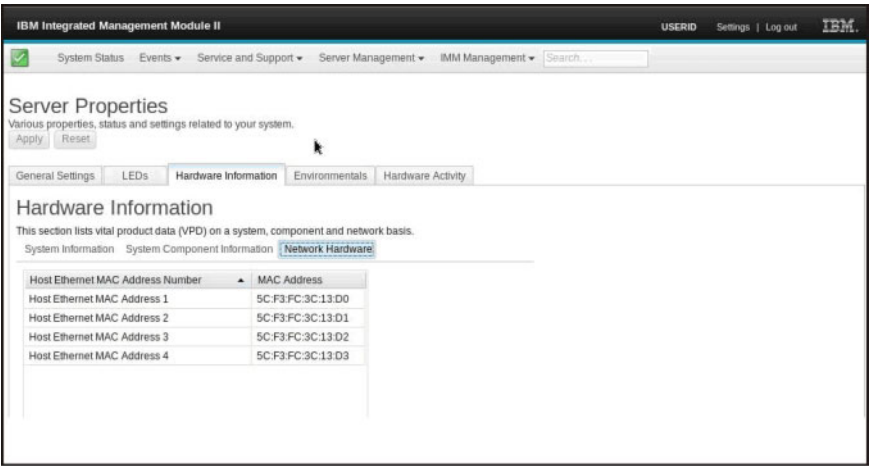 IBM Integrated Management Module II USERID Settings | Log out IBM.
System Status Events Service and Support Server Management IMM Management Search...
Server Properties
Various properties, status and settings related to your system.
Apply Reset
General Settings LEDs Hardware Information Environmentals Hardware Activity
Hardware Information
This section lists vital product data (VPD) on a system, component and network basis.
System Information System Component Information Network Hardware
Host Ethernet MAC Address Number MAC Address
Host Ethernet MAC Address 1 5C:F3:FC:3C:13:D0
Host Ethernet MAC Address 2 5C:F3:FC:3C:13:D1
Host Ethernet MAC Address 3 5C:F3:FC:3C:13:D2
Host Ethernet MAC Address 4 5C:F3:FC:3C:13:D3